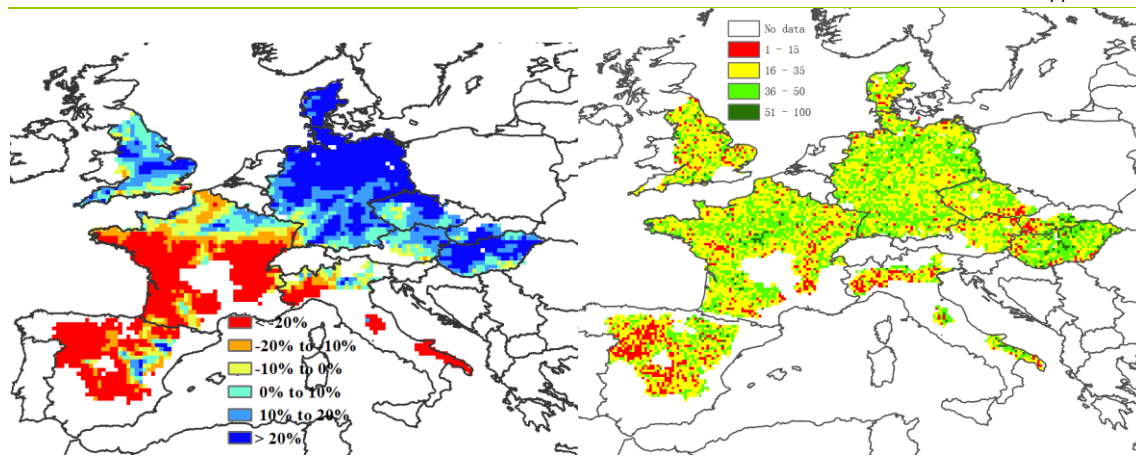 No data
1 - 15
16 - 35
36 - 50
51 - 100
< -20%
-20% to -10%
-10% to 0%
0% to 10%
10% to 20%
> 20%